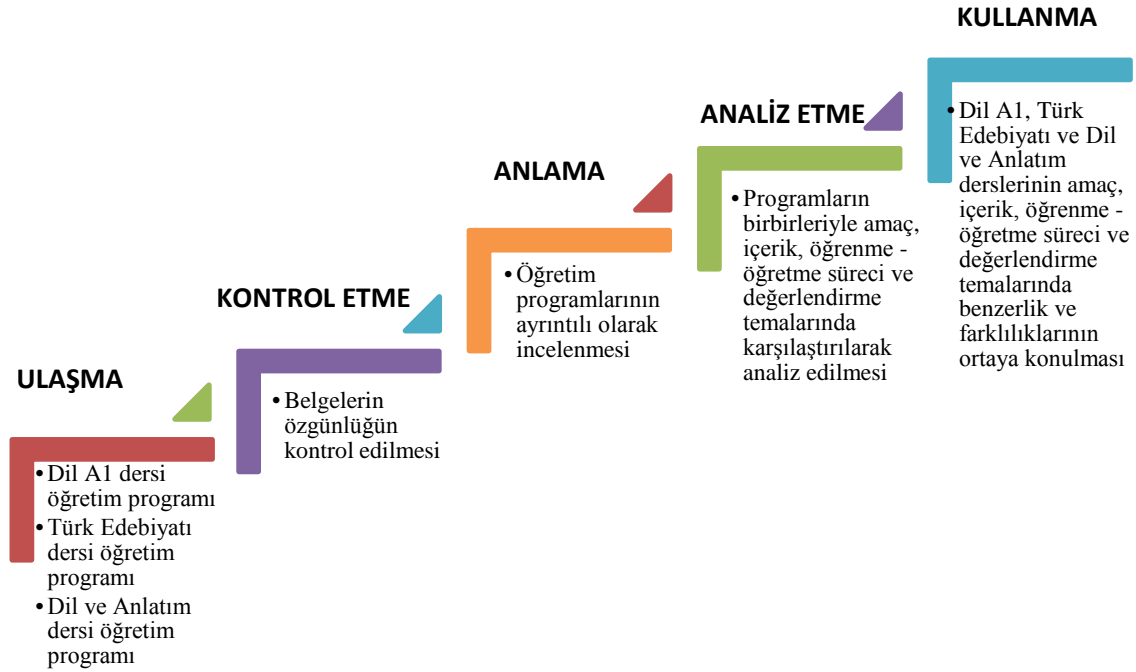 ULAŞMA
•Dil A1 dersi
öğretim programı
•Türk Edebiyatı
dersi öğretim
programı
•Dil ve Anlatım
dersi öğretim
programı
KONTROL ETME
•Belgelerin
özgünlüğün
kontrol edilmesi
ANLAMA
•Öğretim
programlarının
ayrıntılı olarak
incelenmesi
ANALİZ ETME
•Programların
birbirleriyle amaç,
içerik, öğrenme -
öğretme süreci ve
değerlendirme
temalarında
karşılaştırılarak
analiz edilmesi
KULLANMA
•Dil A1, Türk
Edebiyatı ve Dil
ve Anlatım
derslerinin amaç,
içerik, öğrenme -
öğretme süreci ve
değerlendirme
temalarında
benzerlik ve
farklılıklarının
ortaya konulması